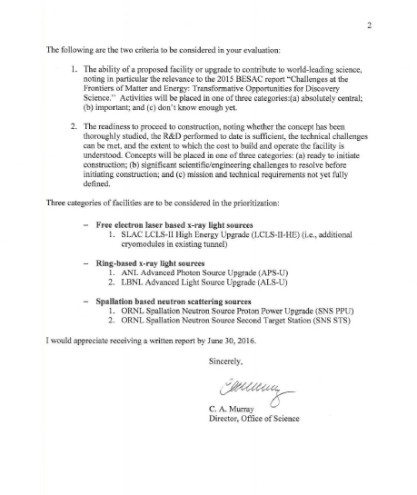 2
The following are the two criteria to be considered in your evaluation:
1. The ability of a proposed facility or upgrade to contribute to world-leading science,
noting in particular the relevance to the 2015 BESAC report “Challenges at the
Frontiers of Matter and Energy: Transformative Opportunities for Discovery
Science.” Activities will be placed in one of three categories:(a) absolutely central;
(b) important; and (c) don't know enough yet.
2. The readiness to proceed to construction, noting whether the concept has been
thoroughly studied, the R&D performed to date is sufficient, the technical challenges
can be met, and the extent to which the cost to build and operate the facility is
understood. Concepts will be placed in one of three categories: (a) ready to initiate
construction; (b) significant scientific/engineering challenges to resolve before
initiating construction; and (c) mission and technical requirements not yet fully
defined.
Three categories of facilities are to be considered in the prioritization:
– Free electron laser based x-ray light sources
1. SLAC LCLS-II High Energy Upgrade (LCLS-II-HE) (i.e., additional
cryomodules in existing tunnel)
– Ring-based x-ray light sources
1. ANL Advanced Photon Source Upgrade (APS-U)
2. LBNL Advanced Light Source Upgrade (ALS-U)
– Spallation based neutron scattering sources
1. ORNL Spallation Neutron Source Proton Power Upgrade (SNS PPU)
2. ORNL Spallation Neutron Source Second Target Station (SNS STS)
I would appreciate receiving a written report by June 30, 2016.
Sincerely,
C. A. Murray
Director, Office of Science